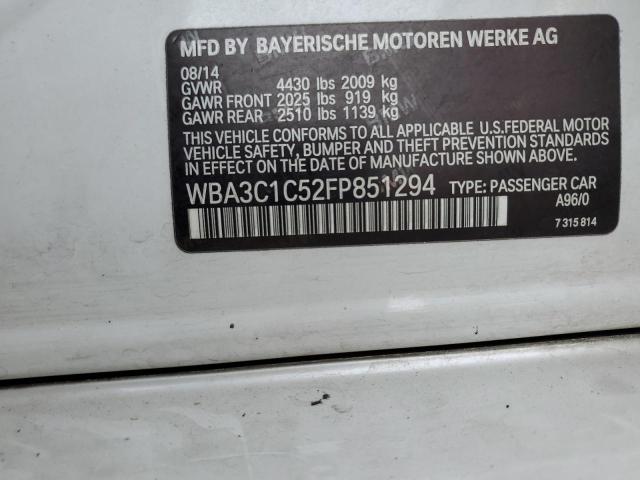 MFD BY BAYERISCHE MOTOREN WERKE AG
08/14
GVWR 4430 lbs 2009 kg
GAWR FRONT 2025 lbs 919 kg
GAWR REAR 2510 lbs 1139 kg
THIS VEHICLE CONFORMS TO ALL APPLICABLE U.S.FEDERAL MOTOR
VEHICLE SAFETY, BUMPER AND THEFT PREVENTION STANDARDS
IN EFFECT ON THE DATE OF MANUFACTURE SHOWN ABOVE.
WBA3C1C52FP851294 TYPE: PASSENGER CAR
A96/0
7 315 814